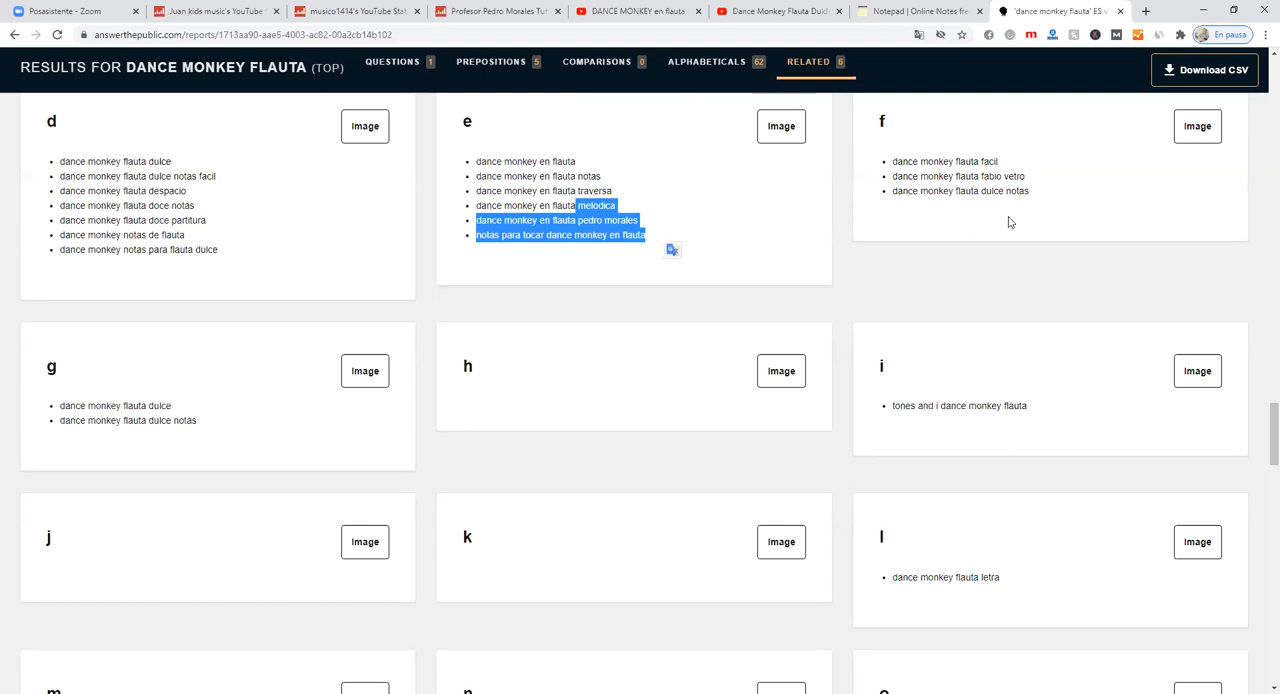 Posasistente - Zoom
Juan kids music's YouTube
musico1414's YouTube Stat
Profesor Pedro Morales Tut
DANCE MONKEY en flauta
Dance Monkey Flauta Dulc
Notepad | Online Notes fre
'dance monkey flauta' ES v
answerthepublic.com/reports/1713aa90-aae5-4003-ac82-00a2cb14b102
En pausa
RESULTS FOR DANCE MONKEY FLAUTA (TOP)
QUESTIONS 1
PREPOSITIONS 5
COMPARISONS 0
ALPHABETICALS 62
RELATED 6
Download CSV
d
Image
dance monkey flauta dulce
dance monkey flauta dulce notas facil
dance monkey flauta despacio
dance monkey flauta doce notas
dance monkey flauta doce partitura
dance monkey notas de flauta
dance monkey notas para flauta dulce
e
Image
dance monkey en flauta
dance monkey en flauta notas
dance monkey en flauta traversa
dance monkey en flauta melodica
dance monkey en flauta pedro morales
notas para tocar dance monkey en flauta
f
Image
dance monkey flauta facil
dance monkey flauta fabio vetro
dance monkey flauta dulce notas
g
Image
dance monkey flauta dulce
dance monkey flauta dulce notas
h
Image
i
Image
tones and i dance monkey flauta
j
Image
k
Image
l
Image
dance monkey flauta letra
m
n
o